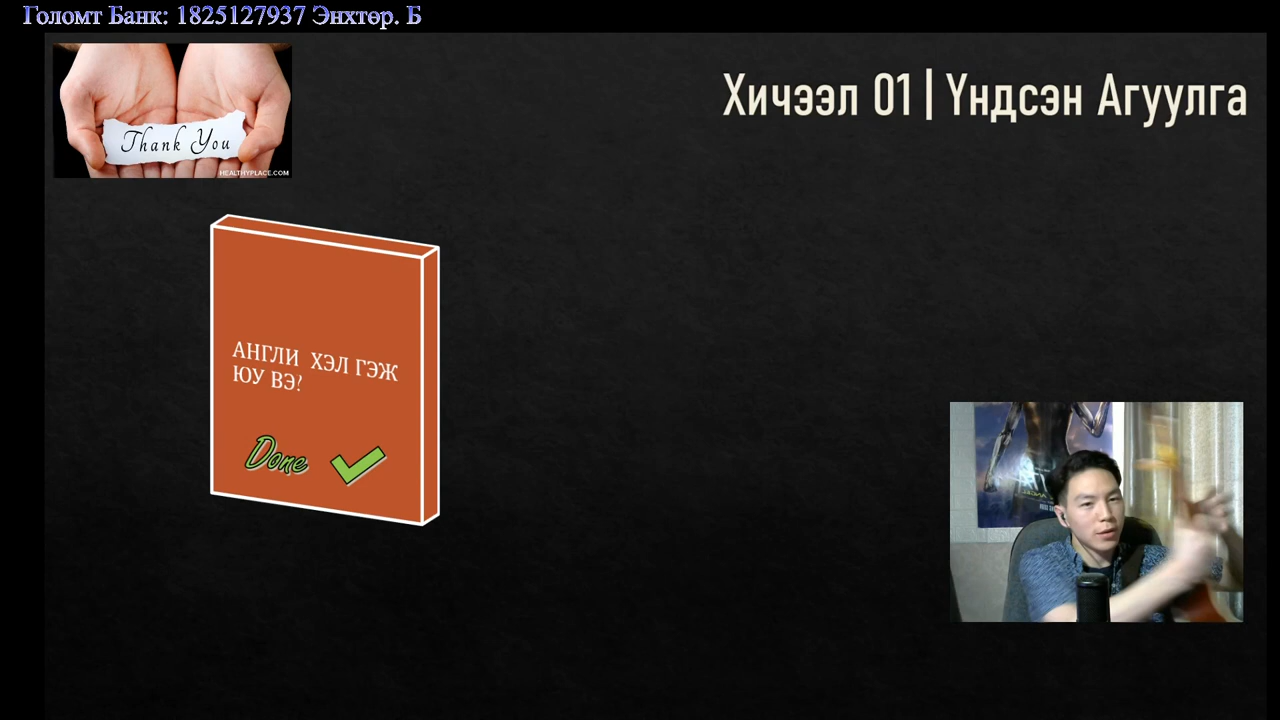 Голомт Банк: 1825127937 Энхтөр. Б
Thank You
HEALTHYPLACE.COM
Хичээл 01 | Үндсэн Агуулга
АНГЛИ ХЭЛ ГЭЖ
ЮУ ВЭ?
Done